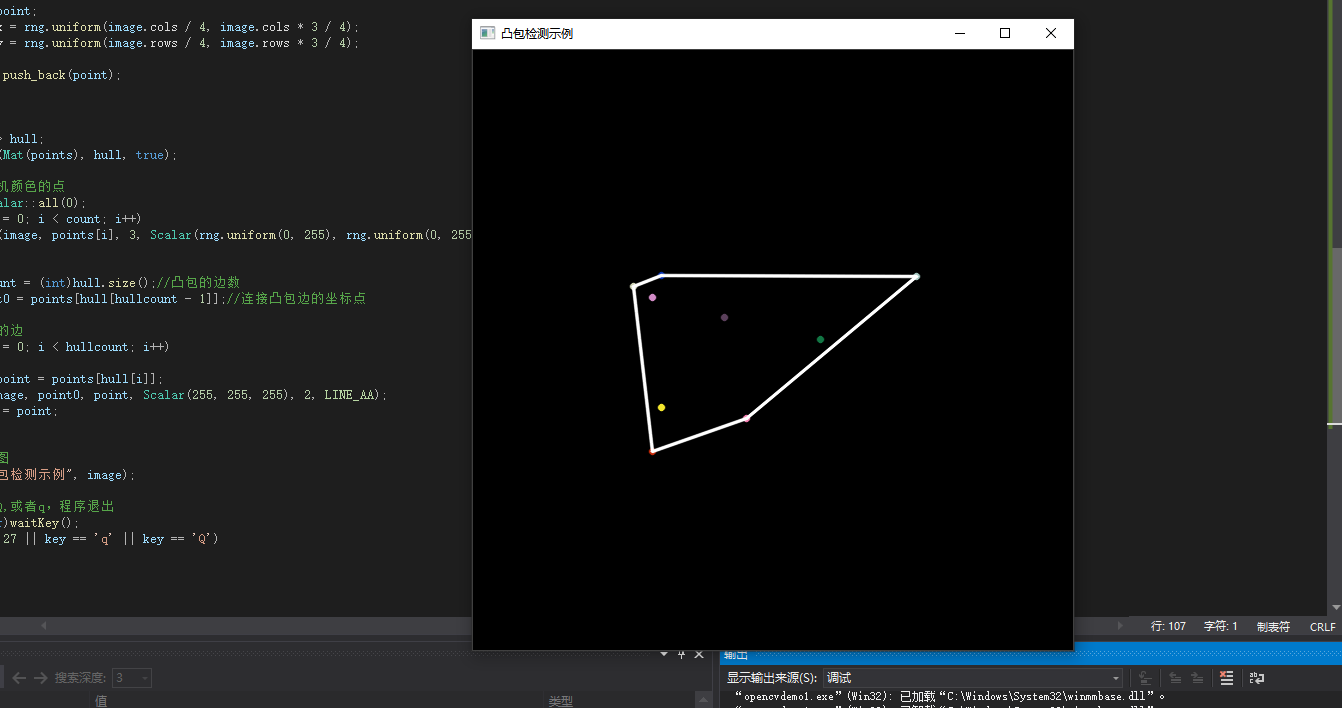 point;
= rng.uniform(image.cols / 4, image.cols * 3 / 4);
= rng.uniform(image.rows / 4, image.rows * 3 / 4);
push_back(point);
hull;
(Mat(points), hull, true);
机颜色的点
alar::all(0);
= 0; i < count; i++)
(image, points[i], 3, Scalar(rng.uniform(0, 255), rng.uniform(0, 255
unt = (int)hull.size();//凸包的边数
t0 = points[hull[hullcount - 1]];//连接凸包边的坐标点
的边
= 0; i < hullcount; i++)
point = points[hull[i]];
mage, point0, point, Scalar(255, 255, 255), 2, LINE_AA);
= point;
图
包检测示例", image);
Q,或者q，程序退出
r)waitKey();
27 || key == 'q' || key == 'Q')
凸包检测示例
行: 107 字符: 1 制表符 CRLF
搜索深度: 3
值 类型
输出
显示输出来源(S): 调试
“opencvdemo1.exe”(Win32): 已加载“C:\Windows\System32\winmmbase.dll”。